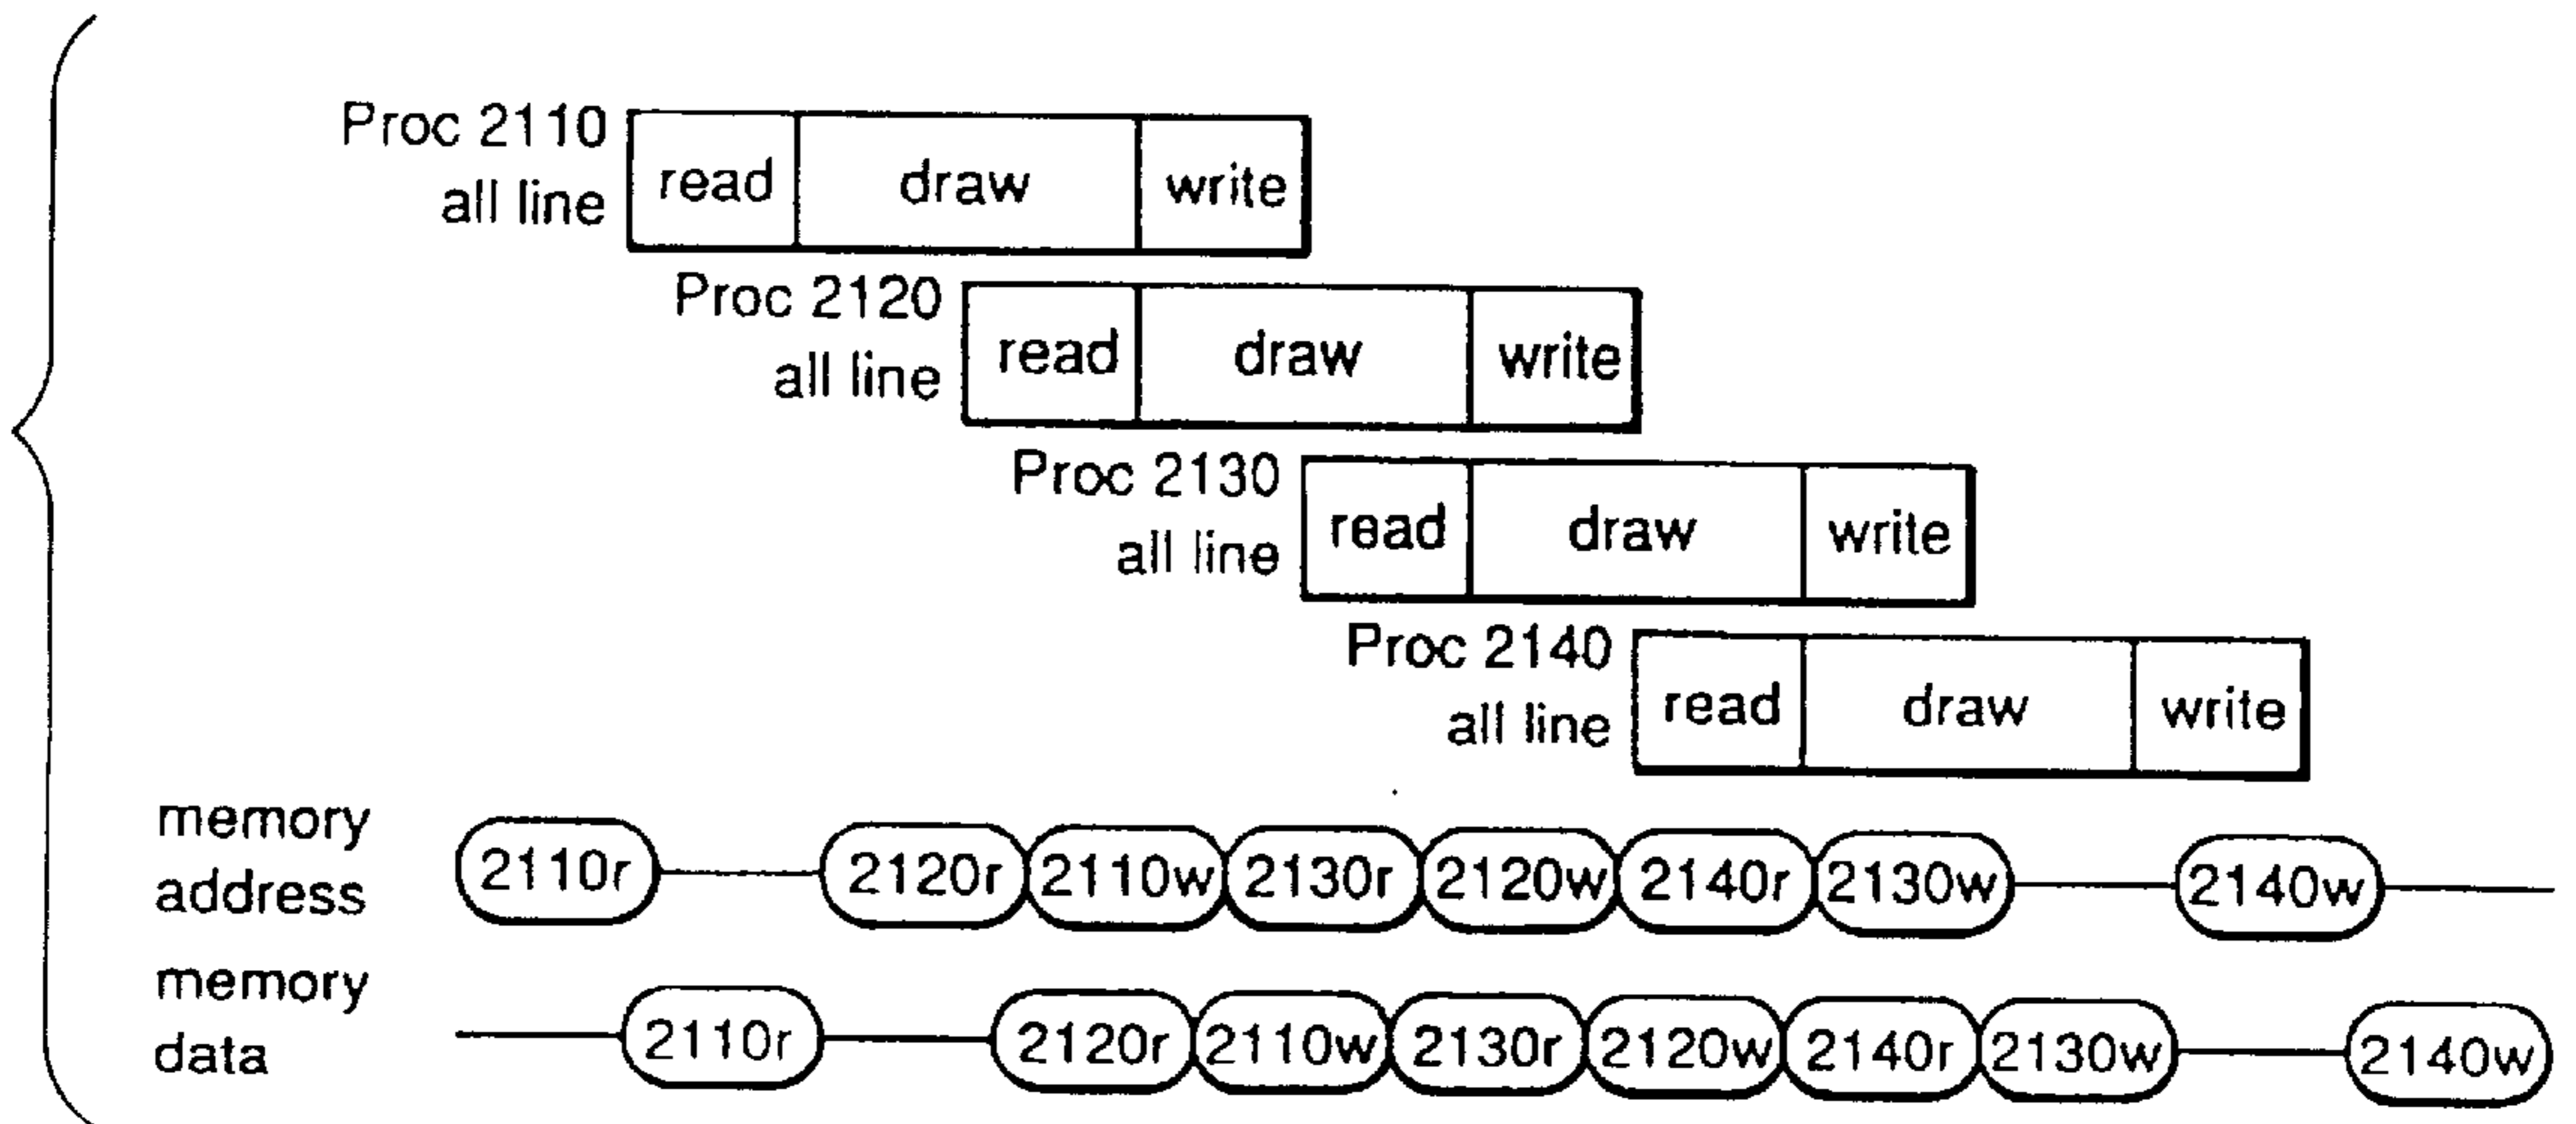 Proc 2110
all line
read draw write
Proc 2120
all line
read draw write
Proc 2130
all line
read draw write
Proc 2140
all line
read draw write
memory
address
2110r 2120r 2110w 2130r 2120w 2140r 2130w 2140w
memory
data
2110r 2120r 2110w 2130r 2120w 2140r 2130w 2140w